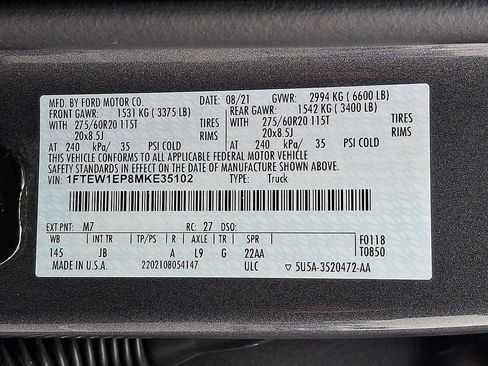 MFD. BY FORD MOTOR CO. DATE: 08/21 GVWR: 2994 KG ( 6600 LB)
FRONT GAWR: 1531 KG ( 3375 LB) REAR GAWR: 1542 KG ( 3400 LB)
WITH 275/60R20 115T TIRES WITH 275/60R20 115T TIRES
20x8.5J RIMS 20x8.5J RIMS
AT 240 kPa/ 35 PSI COLD AT 240 kPa/ 35 PSI COLD
THIS VEHICLE CONFORMS TO ALL APPLICABLE FEDERAL MOTOR VEHICLE
SAFETY STANDARDS IN EFFECT ON THE DATE OF MANUFACTURE SHOWN ABOVE.
VIN: 1FTEW1EP8MKE35102 TYPE: Truck
EXT PNT: M7 RC: 27 DSO:
WB INT TR TP/PS R AXLE TR SPR F0118
145 JB A L9 G 22AA T0850
MADE IN U.S.A. 2202108054147 ULC 5U5A-3520472-AA